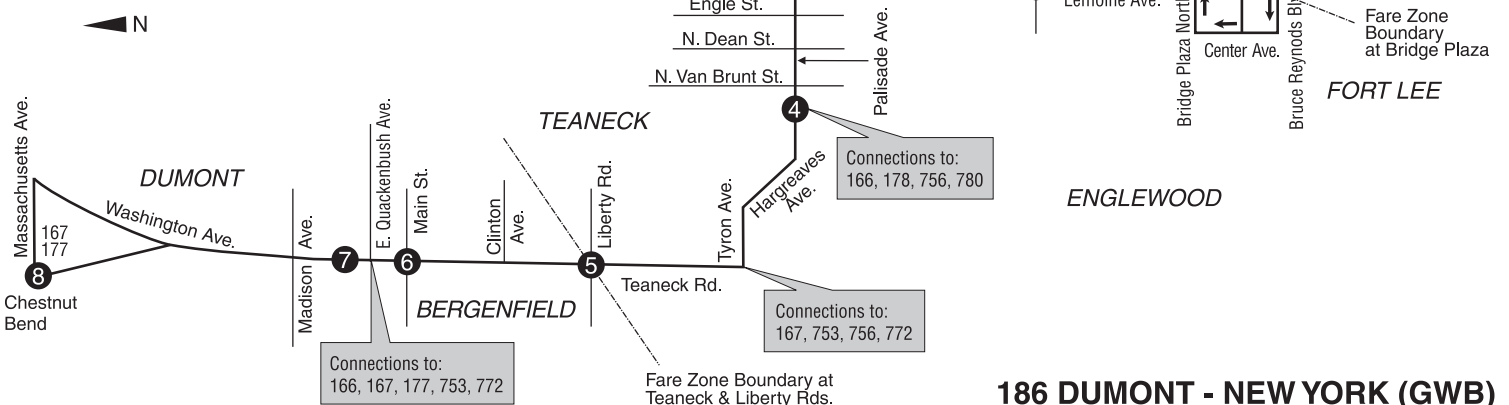 Engle St.
N. Dean St.
N. Van Brunt St.
Palisade Ave.
Lemoine Ave.
Bridge Plaza North
Center Ave.
Bruce Reynods
Fare Zone
Boundary
at Bridge Plaza
FORT LEE
N
4
Connections to:
166, 178, 756, 780
TEANECK
ENGLEWOOD
Massachusetts Ave.
DUMONT
Washington Ave.
167
177
8
Chestnut
Bend
Madison Ave.
7
E. Quackenbush Ave.
6
Main St.
Clinton
Ave.
Liberty Rd.
5
Teaneck Rd.
Tyron Ave.
Hargreaves
Ave.
BERGENFIELD
Connections to:
167, 753, 756, 772
Connections to:
166, 167, 177, 753, 772
Fare Zone Boundary at
Teaneck & Liberty Rds.
186 DUMONT - NEW YORK (GWB)